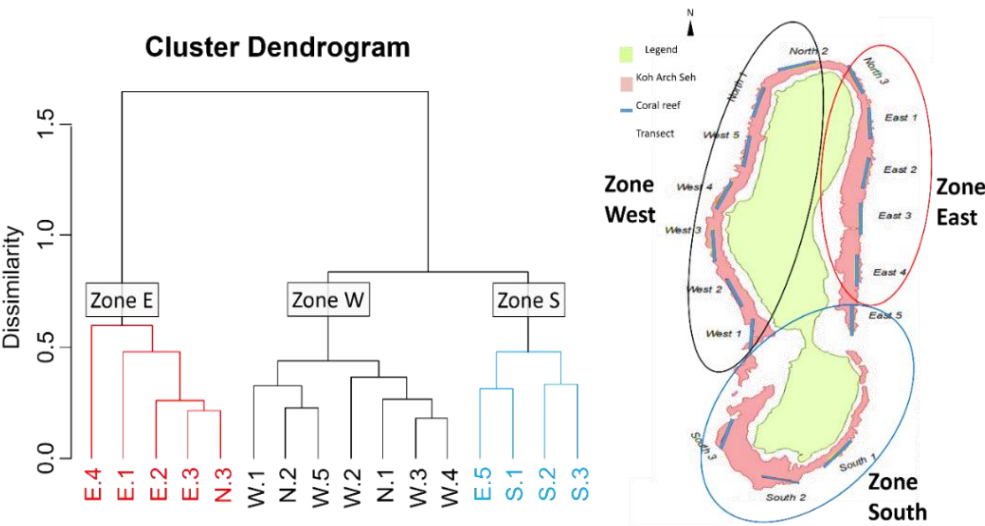 Cluster Dendrogram
Dissimilarity
1.5
1.0
0.5
0.0
Zone E
Zone W
Zone S
E.4
E.1
E.2
E.3
N.3
W.1
N.2
W.5
W.2
N.1
W.3
W.4
E.5
S.1
S.2
S.3
N
Legend
Koh Arch Seh
Coral reef
Transect
North 2
North 3
North 1
East 1
West 5
East 2
West 4
Zone
West
Zone
East
East 3
West 3
East 4
West 2
East 5
West 1
South 3
South 1
South 2
Zone
South